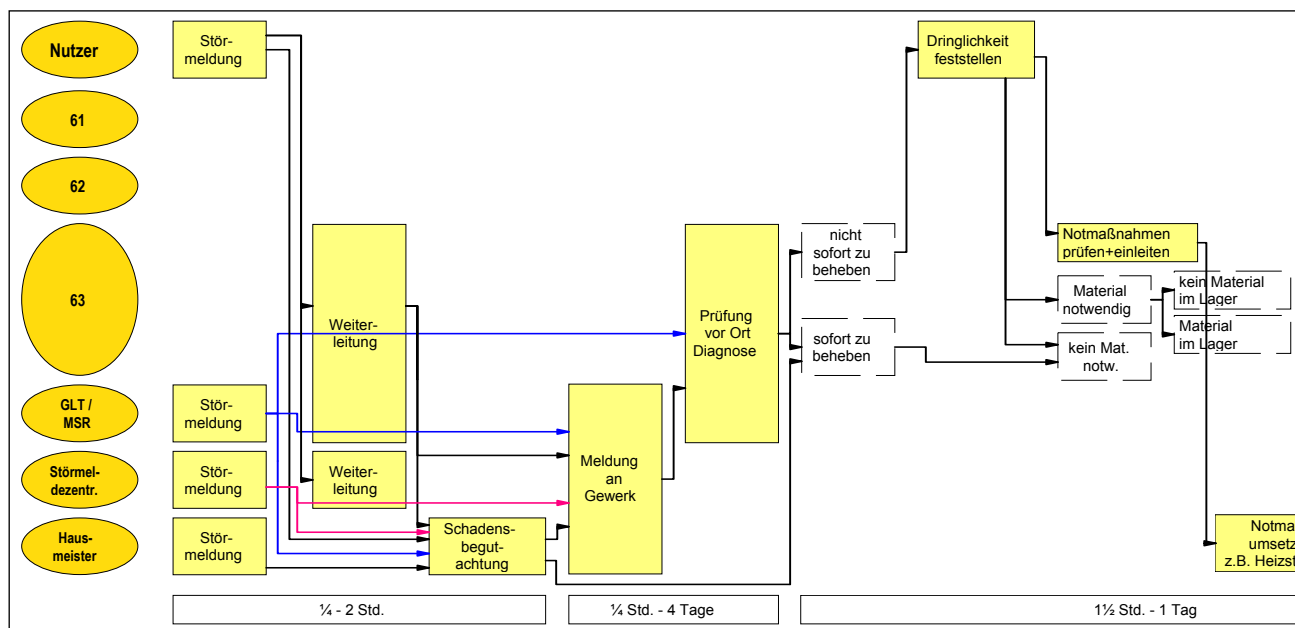 Nutzer
61
62
63
GLT /
MSR
Störmel-
dezentr.
Haus-
meister
Stör-
meldung
Stör-
meldung
Stör-
meldung
Stör-
meldung
Weiter-
leitung
Weiter-
leitung
Schadens-
begut-
achtung
Meldung
an
Gewerk
Prüfung
vor Ort
Diagnose
nicht
sofort zu
beheben
sofort zu
beheben
Dringlichkeit
feststellen
Notmaßnahmen
prüfen+einleiten
Material
notwendig
kein Mat.
notw.
kein Material
im Lager
Material
im Lager
Notma
umsetz
z.B. Heizst
¼ - 2 Std.
¼ Std. - 4 Tage
1½ Std. - 1 Tag